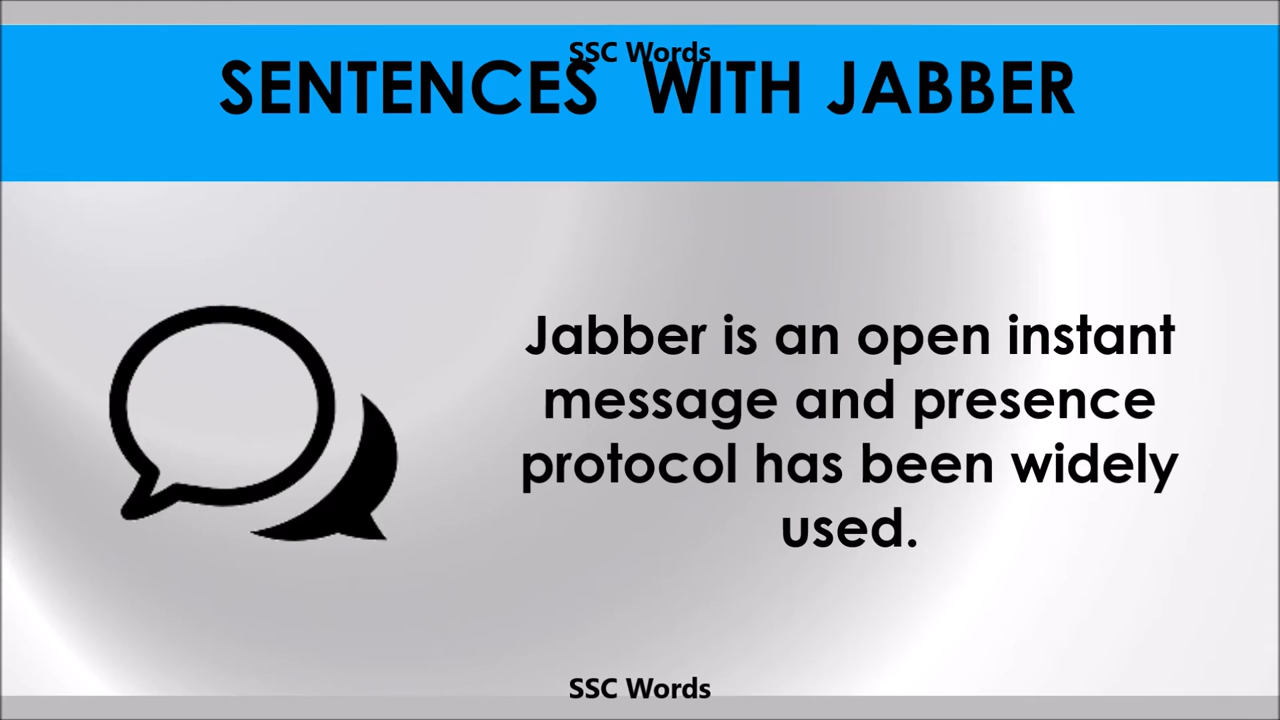 SSC Words
SENTENCES WITH JABBER
Jabber is an open instant
message and presence
protocol has been widely
used.
SSC Words